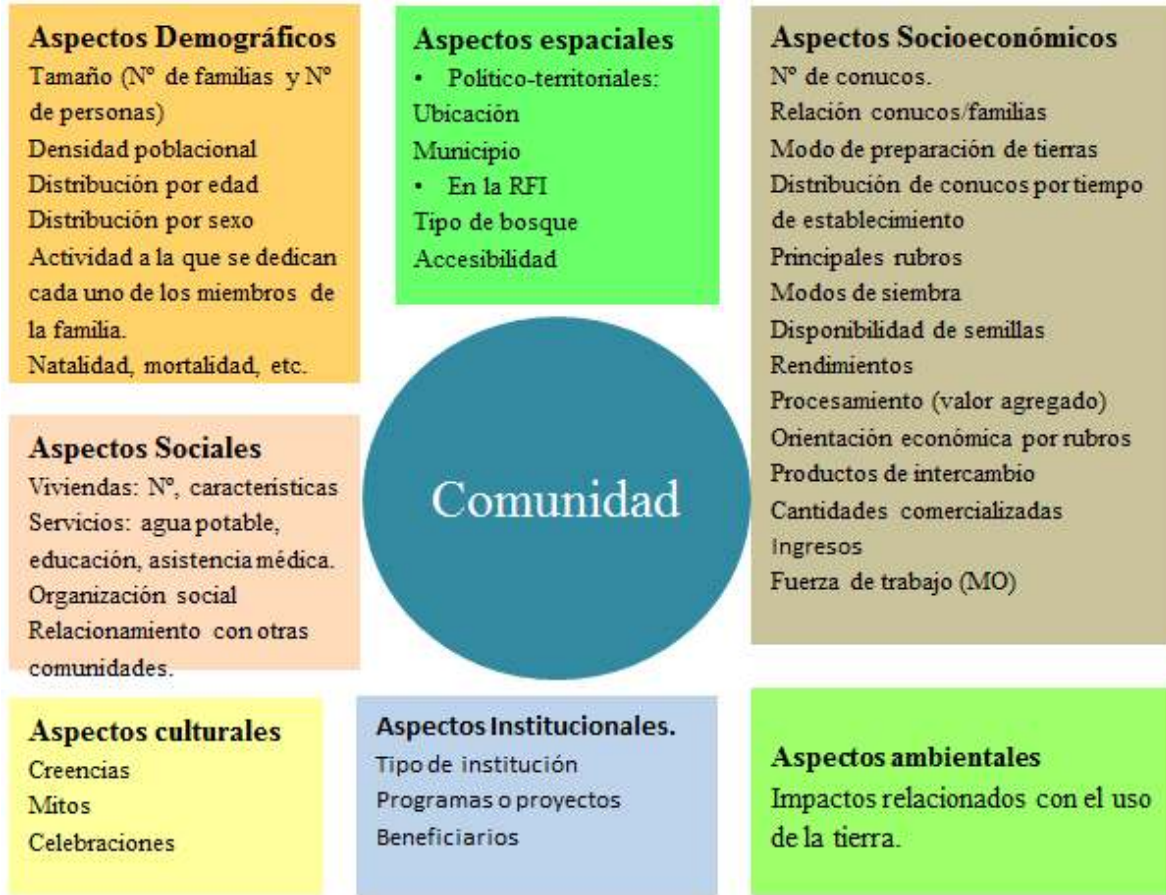 Aspectos Demográficos
Tamaño (Nº de familias y Nº
de personas)
Densidad poblacional
Distribución por edad
Distribución por sexo
Actividad a la que se dedican
cada uno de los miembros de
la familia.
Natalidad, mortalidad, etc.
Aspectos espaciales
• Político-territoriales:
Ubicación
Municipio
• En la RFI
Tipo de bosque
Accesibilidad
Aspectos Socioeconómicos
Nº de conucos.
Relación conucos/familias
Modo de preparación de tierras
Distribución de conucos por tiempo
de establecimiento
Principales rubros
Modos de siembra
Disponibilidad de semillas
Rendimientos
Procesamiento (valor agregado)
Orientación económica por rubros
Productos de intercambio
Cantidades comercializadas
Ingresos
Fuerza de trabajo (MO)
Aspectos Sociales
Viviendas: Nº, características
Servicios: agua potable,
educación, asistencia médica.
Organización social
Relacionamiento con otras
comunidades.
Comunidad
Aspectos culturales
Creencias
Mitos
Celebraciones
Aspectos Institucionales.
Tipo de institución
Programas o proyectos
Beneficiarios
Aspectos ambientales
Impactos relacionados con el uso
de la tierra.